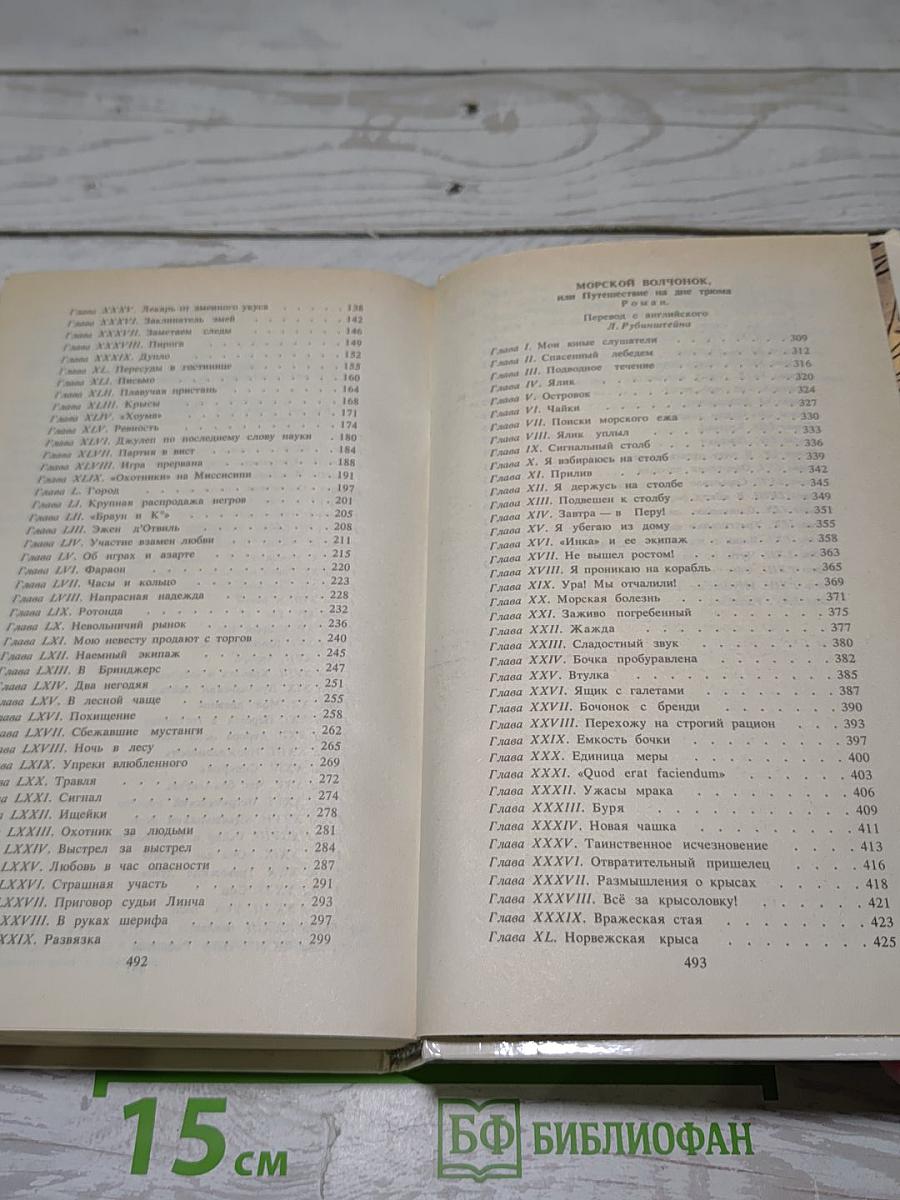 Глава XXXV. Лекарь от змеиного укуса . . . . . . 138
Глава XXXVI. Заклинатель змей . . . . . . . . 142
Глава XXXVII. Заметаем следы . . . . . . . . 146
Глава XXXVIII. Пирога . . . . . . . . . . 149
Глава XXXIX. Дупло . . . . . . . . . . . 152
Глава XL. Пересуды в гостинице . . . . . . . . 155
Глава XLI. Письмо . . . . . . . . . . . 160
Глава XLII. Плавучая пристань . . . . . . . . 164
Глава XLIII. Крысы . . . . . . . . . . . 168
Глава XLIV. «Хоума» . . . . . . . . . . 171
Глава XLV. Ревность . . . . . . . . . . 174
Глава XLVI. Джулеп по последнему слову науки . 180
Глава XLVII. Партия в вист . . . . . . . . 184
Глава XLVIII. Игра прервана . . . . . . . . 188
Глава XLIX. «Охотники» на Миссисипи . . . . . 191
Глава L. Город . . . . . . . . . . . . 197
Глава LI. Крупная распродажа негров . . . . . . 201
Глава LII. «Браун и К°» . . . . . . . . . 205
Глава LIII. Эжен д'Отвиль . . . . . . . . 208
Глава LIV. Участие взамен любви . . . . . . . 211
Глава LV. Об играх и азарте . . . . . . . . 215
Глава LVI. Фараон . . . . . . . . . . . 220
Глава LVII. Часы и кольцо . . . . . . . . 223
Глава LVIII. Напрасная надежда . . . . . . . 228
Глава LIX. Ротонда . . . . . . . . . . . 232
Глава LX. Невольничий рынок . . . . . . . . 236
Глава LXI. Мою невесту продают с торгов . . . . 240
Глава LXII. Наемный экипаж . . . . . . . . 245
Глава LXIII. В Бринджерс . . . . . . . . . 247
Глава LXIV. Два негодяя . . . . . . . . . 251
лава LXV. В лесной чаще . . . . . . . . . 255
лава LXVI. Похищение . . . . . . . . . . 258
лава LXVII. Сбежавшие мустанги . . . . . . . 262
ва LXVIII. Ночь в лесу . . . . . . . . . 265
ва LXIX. Упреки влюбленного . . . . . . . . 269
ва LXX. Травля . . . . . . . . . . . . 272
а LXXI. Сигнал . . . . . . . . . . . . 274
а LXXII. Ищейки . . . . . . . . . . . 278
LXXIII. Охотник за людьми . . . . . . . . 281
LXXIV. Выстрел за выстрел . . . . . . . . 284
LXXV. Любовь в час опасности . . . . . . . 287
LXXVI. Страшная участь . . . . . . . . . 291
XXVII. Приговор судьи Линча . . . . . . . . 293
XXVIII. В руках шерифа . . . . . . . . . 297
XXIX. Развязка . . . . . . . . . . . 299
492
МОРСКОЙ ВОЛЧОНОК,
или Путешествие на дне трюма
Роман.
Перевод с английского
Л. Рубинштейна
Глава I. Мои юные слушатели . . . . . . . . 309
Глава II. Спасенный лебедем . . . . . . . . 312
Глава III. Подводное течение . . . . . . . . 316
Глава IV. Ялик . . . . . . . . . . . . 320
Глава V. Островок . . . . . . . . . . . 324
Глава VI. Чайки . . . . . . . . . . . . 327
Глава VII. Поиски морского ежа . . . . . . . 330
Глава VIII. Ялик уплыл . . . . . . . . . 333
Глава IX. Сигнальный столб . . . . . . . . 336
Глава X. Я взбираюсь на столб . . . . . . . 339
Глава XI. Прилив . . . . . . . . . . . 342
Глава XII. Я держусь на столбе . . . . . . . 345
Глава XIII. Подвешен к столбу . . . . . . . 349
Глава XIV. Завтра — в Перу! . . . . . . . . 351
Глава XV. Я убегаю из дому . . . . . . . . 355
Глава XVI. «Инка» и ее экипаж . . . . . . . 358
Глава XVII. Не вышел ростом! . . . . . . . 363
Глава XVIII. Я проникаю на корабль . . . . . . 365
Глава XIX. Ура! Мы отчалили! . . . . . . . 369
Глава XX. Морская болезнь . . . . . . . . 371
Глава XXI. Заживо погребенный . . . . . . . 375
Глава XXII. Жажда . . . . . . . . . . . 377
Глава XXIII. Сладостный звук . . . . . . . . 380
Глава XXIV. Бочка пробуравлена . . . . . . . 382
Глава XXV. Втулка . . . . . . . . . . . 385
Глава XXVI. Ящик с галетами . . . . . . . . 387
Глава XXVII. Бочонок с бренди . . . . . . . 390
Глава XXVIII. Перехожу на строгий рацион . . . . 393
Глава XXIX. Емкость бочки . . . . . . . . 397
Глава XXX. Единица меры . . . . . . . . . 400
Глава XXXI. «Quod erat faciendum» . . . . . . 403
Глава XXXII. Ужасы мрака . . . . . . . . 406
Глава XXXIII. Буря . . . . . . . . . . . 409
Глава XXXIV. Новая чашка . . . . . . . . 411
Глава XXXV. Таинственное исчезновение . . . . . 413
Глава XXXVI. Отвратительный пришелец . . . . . 416
Глава XXXVII. Размышления о крысах . . . . . 418
Глава XXXVIII. Всё за крысоловку! . . . . . . 421
Глава XXXIX. Вражеская стая . . . . . . . . 423
Глава XL. Норвежская крыса . . . . . . . . 425
493
15 см
БФ БИБЛИОФАН